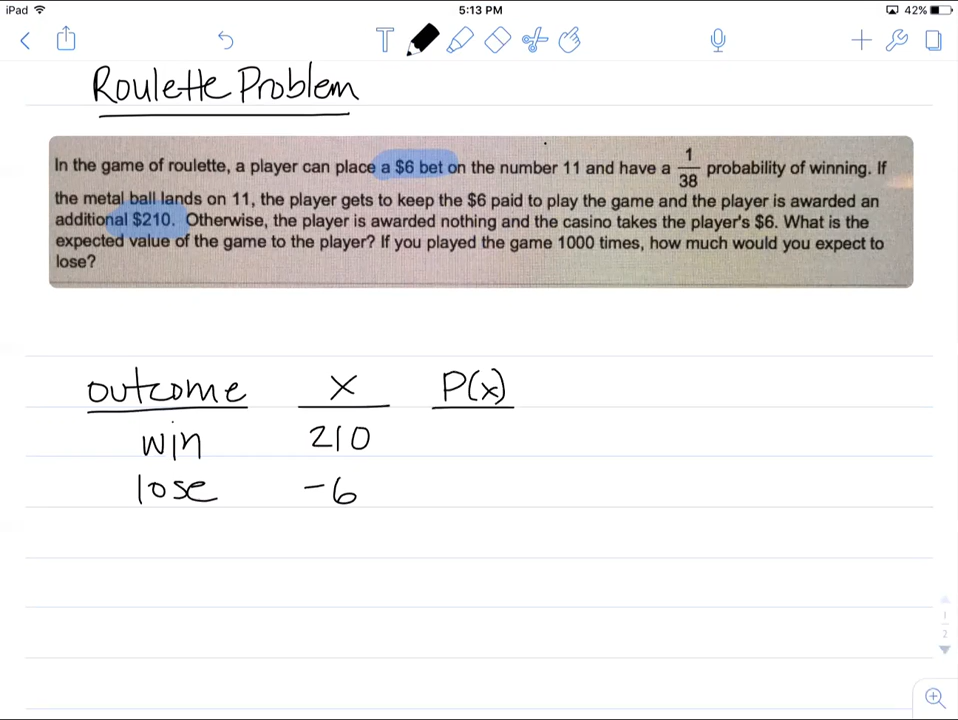 iPad
5:13 PM
42%
T
Roulette Problem
In the game of roulette, a player can place a $6 bet on the number 11 and have a 1/38 probability of winning. If
the metal ball lands on 11, the player gets to keep the $6 paid to play the game and the player is awarded an
additional $210. Otherwise, the player is awarded nothing and the casino takes the player's $6. What is the
expected value of the game to the player? If you played the game 1000 times, how much would you expect to
lose?
outcome x P(x)
win 210
lose -6
1
2